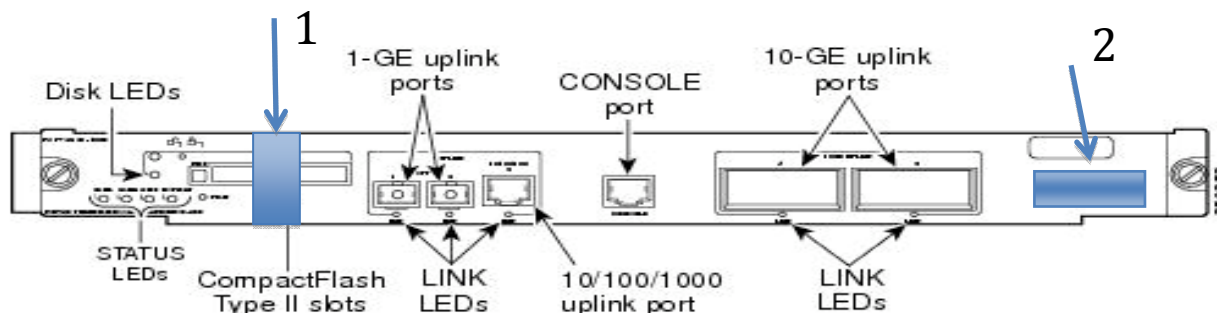 1
2
1-GE uplink
ports
10-GE uplink
ports
CONSOLE
port
Disk LEDs
STATUS
LEDs
CompactFlash
Type II slots
LINK
LEDs
10/100/1000
uplink port
LINK
LEDs
CONSOLE